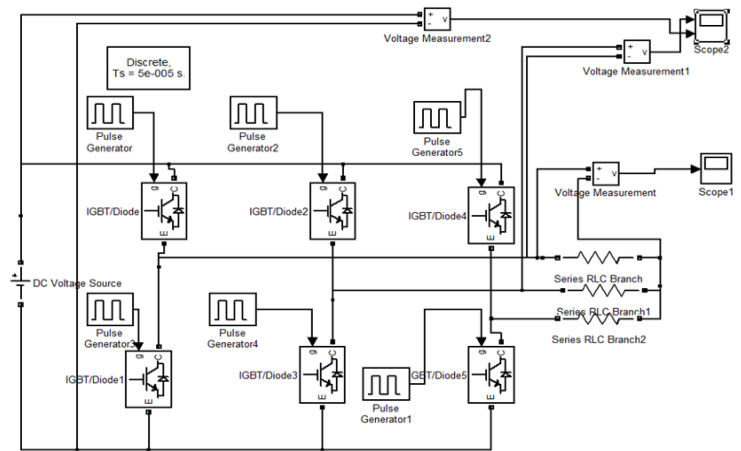 Voltage Measurement2
Scope2
Voltage Measurement1
Discrete,
Ts = 5e-005 s.
Pulse
Generator
Pulse
Generator2
Pulse
Generator5
Voltage Measurement
Scope1
g
C
E
IGBT/Diode
g
C
E
IGBT/Diode2
g
C
E
IGBT/Diode4
DC Voltage Source
Series RLC Branch
Series RLC Branch1
Series RLC Branch2
Pulse
Generator3
Pulse
Generator4
Pulse
Generator1
g
C
E
IGBT/Diode1
g
C
E
IGBT/Diode3
g
C
E
GBT/Diode5
+
-
v
+
-
v
+
-
v
+